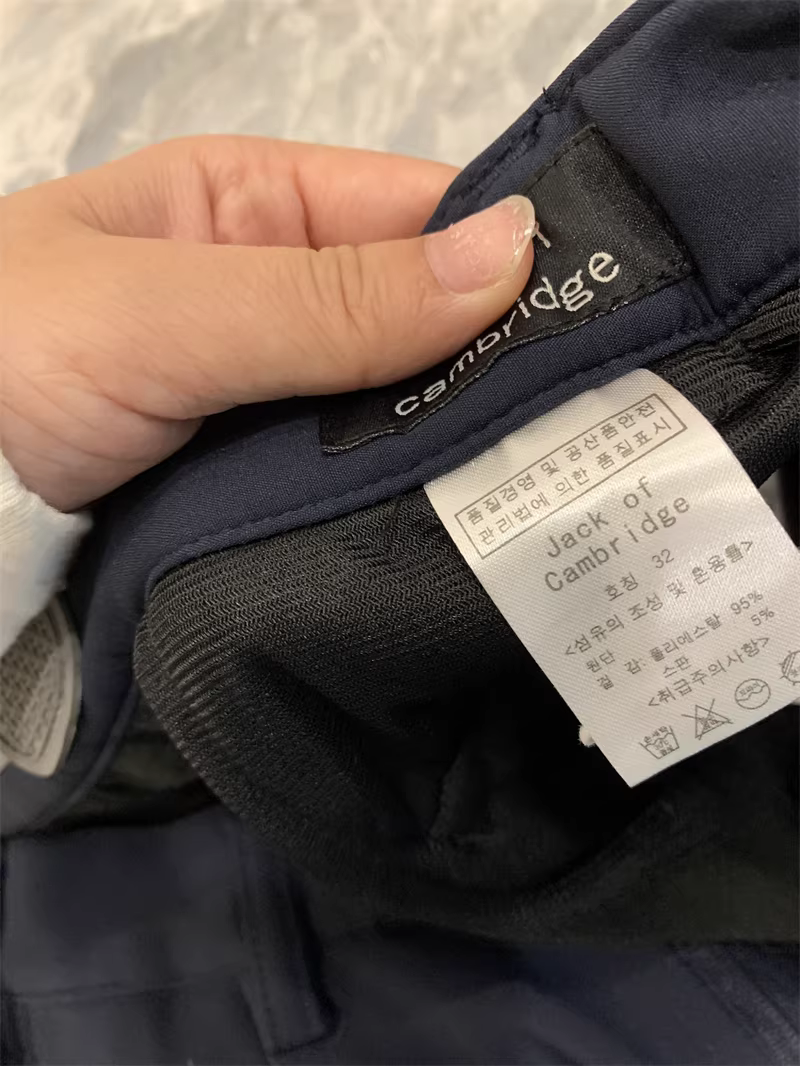 cambridge
품질경영 및 공산품안전
관리법에 의한 품질표시
Jack of
Cambridge
호칭 32
<섬유의 조성 및 혼용률>
원단
겉 감 폴리에스탈 95%
스판 5%
<취급주의사항>